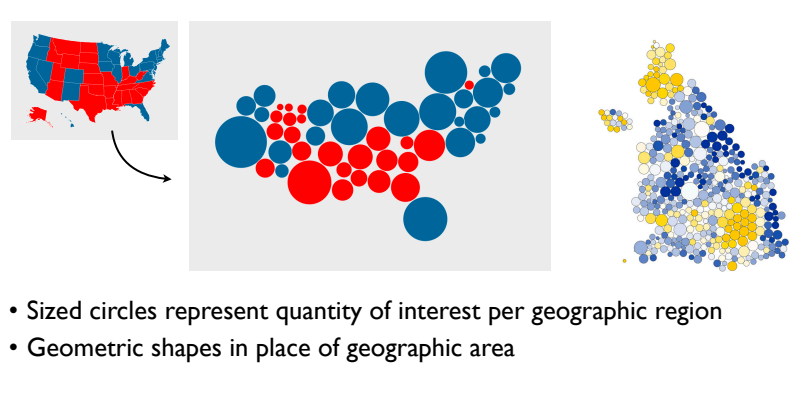 • Sized circles represent quantity of interest per geographic region
• Geometric shapes in place of geographic area